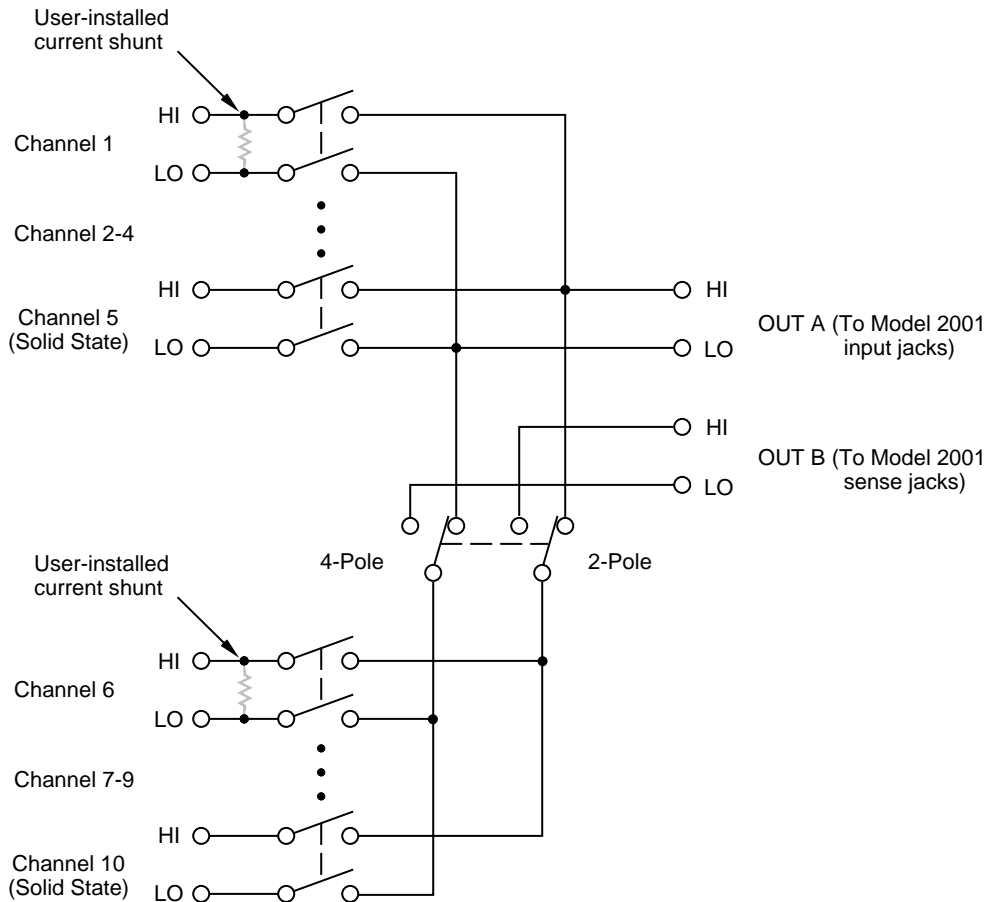 User-installed
current shunt
HI
Channel 1
LO
Channel 2-4
HI
HI
Channel 5
(Solid State)
LO
LO
OUT A (To Model 2001
input jacks)
HI
OUT B (To Model 2001
sense jacks)
LO
4-Pole
2-Pole
User-installed
current shunt
HI
Channel 6
LO
Channel 7-9
HI
Channel 10
(Solid State)
LO